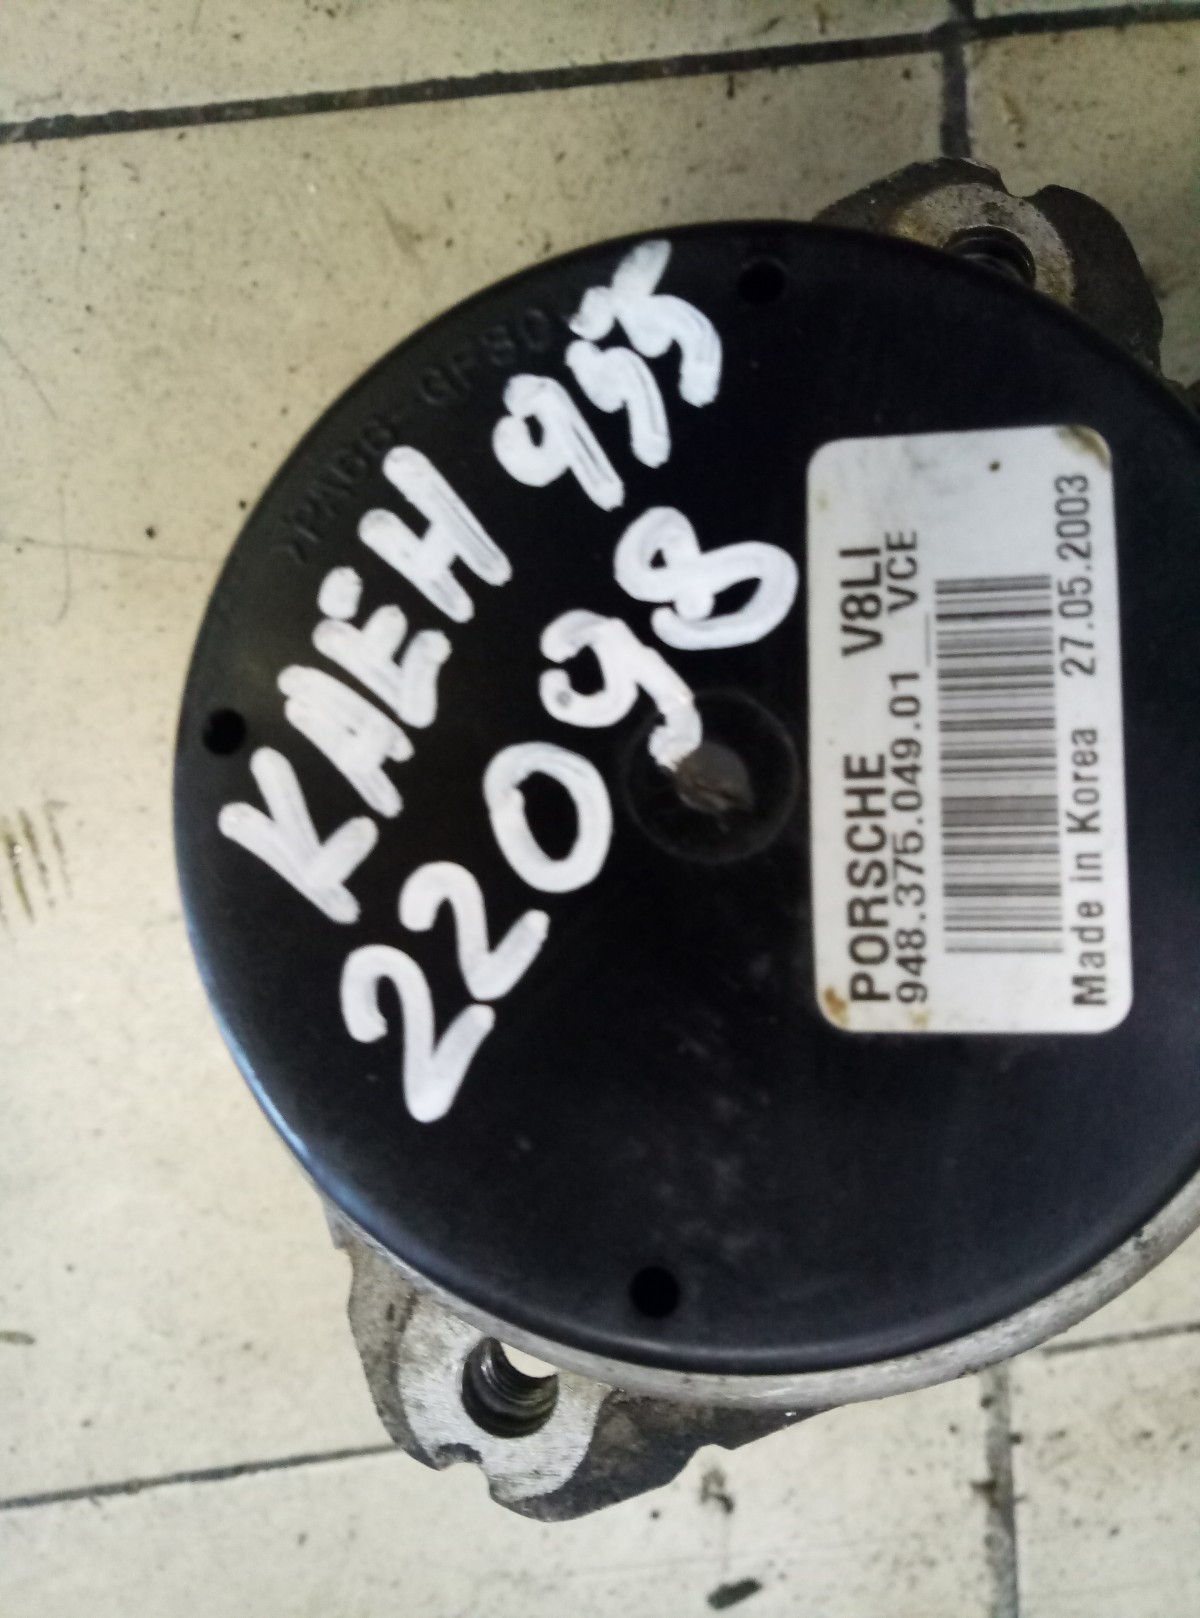 КАЕН 955
22098
PORSCHE V8LI
948.375.049.01 VCE
Made in Korea 27.05.2003